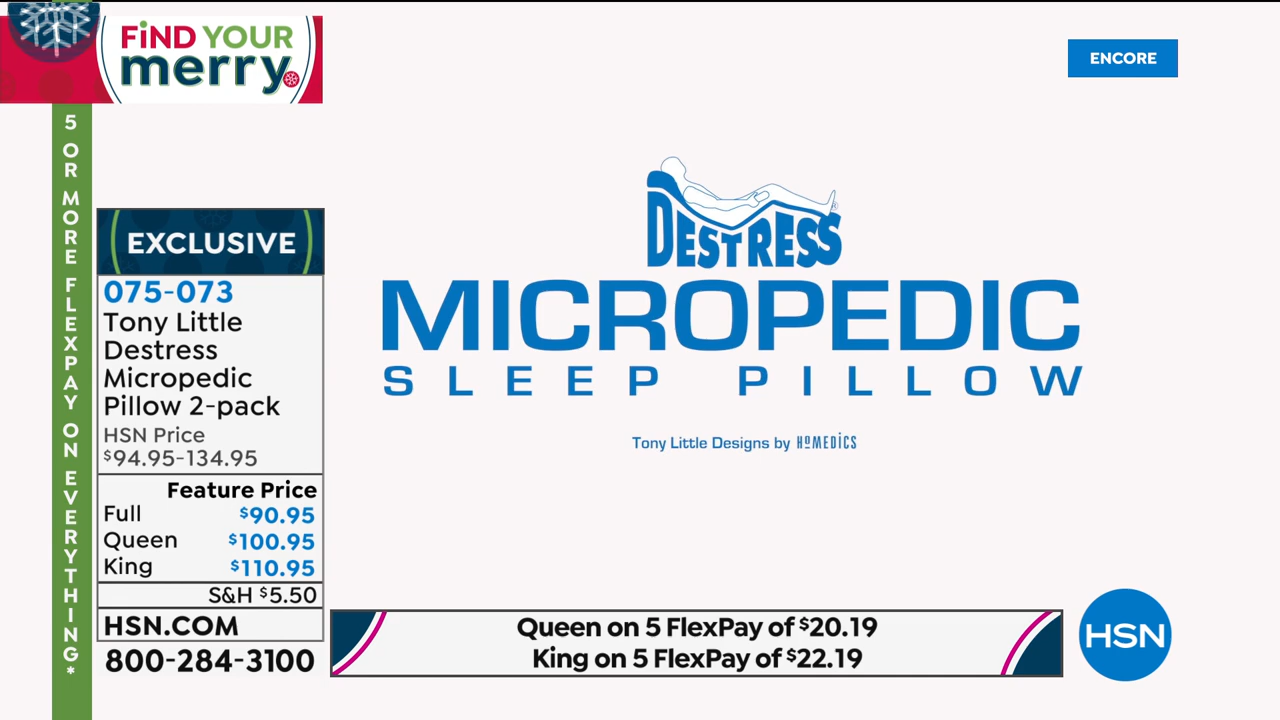 FiND YOUR
merry.
ENCORE
5 OR MORE FLEXPAY ON EVERYTHING*
EXCLUSIVE
075-073
Tony Little
Destress
Micropedic
Pillow 2-pack
HSN Price
$94.95-134.95
Feature Price
Full $90.95
Queen $100.95
King $110.95
S&H $5.50
HSN.COM
800-284-3100
DESTRESS
MICROPEDIC
SLEEP PILLOW
Tony Little Designs by HOMEDICS
Queen on 5 FlexPay of $20.19
King on 5 FlexPay of $22.19
HSN